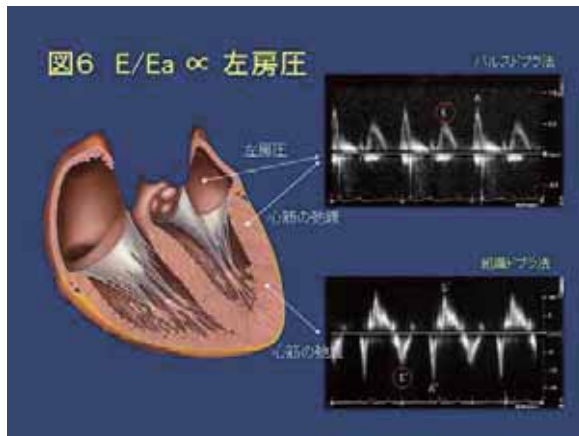 図6 E/Ea ∝ 左房圧
パルスドプラ法
E
A
左房圧
心筋の弛緩
組織ドプラ法
S'
心筋の弛緩
E'
A'